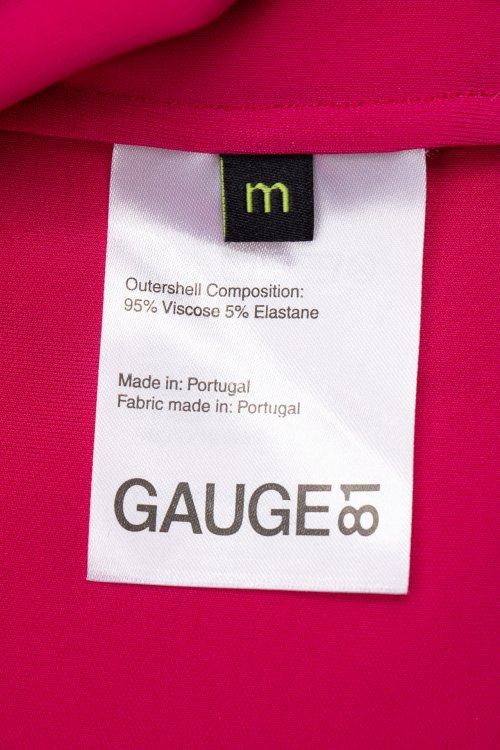 m
Outershell Composition:
95% Viscose 5% Elastane
Made in: Portugal
Fabric made in: Portugal
GAUGE81